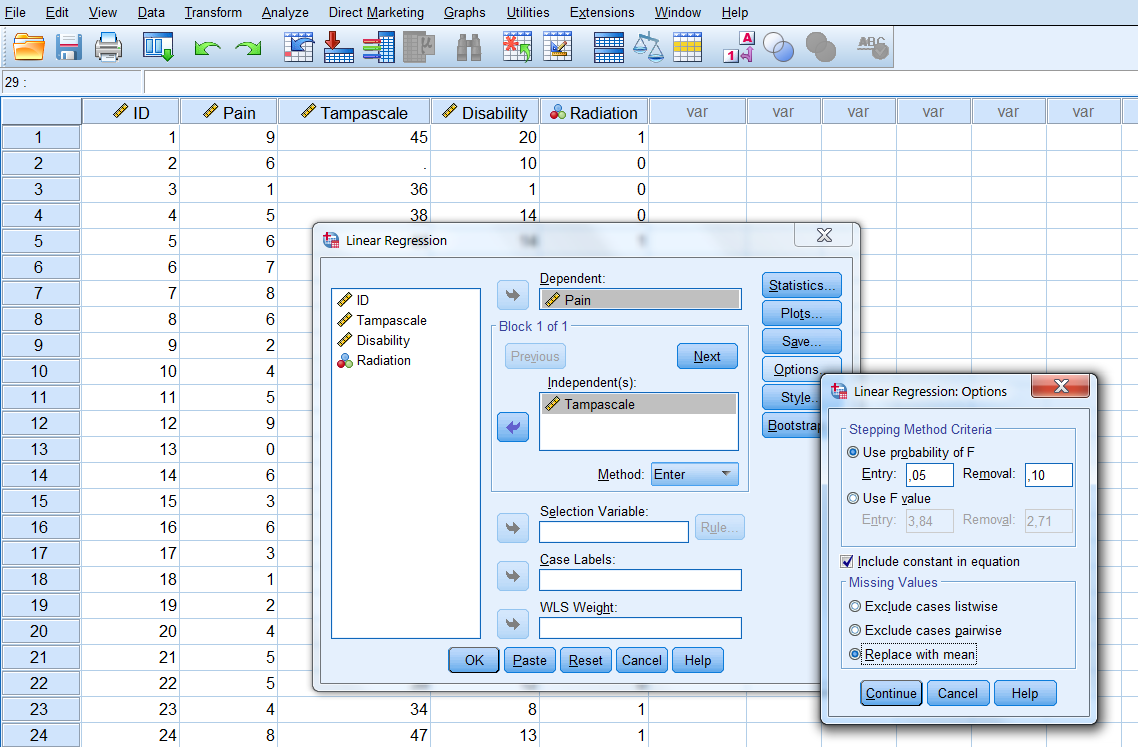 File Edit View Data Transform Analyze Direct Marketing Graphs Utilities Extensions Window Help
29 :
ID Pain Tampascale Disability Radiation var var var var var var
1 1 9 45 20 1
2 2 6 . 10 0
3 3 1 36 1 0
4 4 5 38 14 0
5 5 6
6 6 7
7 7 8
8 8 6
9 9 2
10 10 4
11 11 5
12 12 9
13 13 0
14 14 6
15 15 3
16 16 6
17 17 3
18 18 1
19 19 2
20 20 4
21 21 5
22 22 5
23 23 4 34 8 1
24 24 8 47 13 1
Linear Regression
ID
Tampascale
Disability
Radiation
Dependent:
Pain
Block 1 of 1
Previous Next
Independent(s):
Tampascale
Method: Enter
Selection Variable:
Rule...
Case Labels:
WLS Weight:
OK Paste Reset Cancel Help
Statistics...
Plots...
Save...
Options
Style..
Bootstrap
Linear Regression: Options
Stepping Method Criteria
Use probability of F
Entry: ,05 Removal: ,10
Use F value
Entry: 3,84 Removal: 2,71
Include constant in equation
Missing Values
Exclude cases listwise
Exclude cases pairwise
Replace with mean
Continue Cancel Help